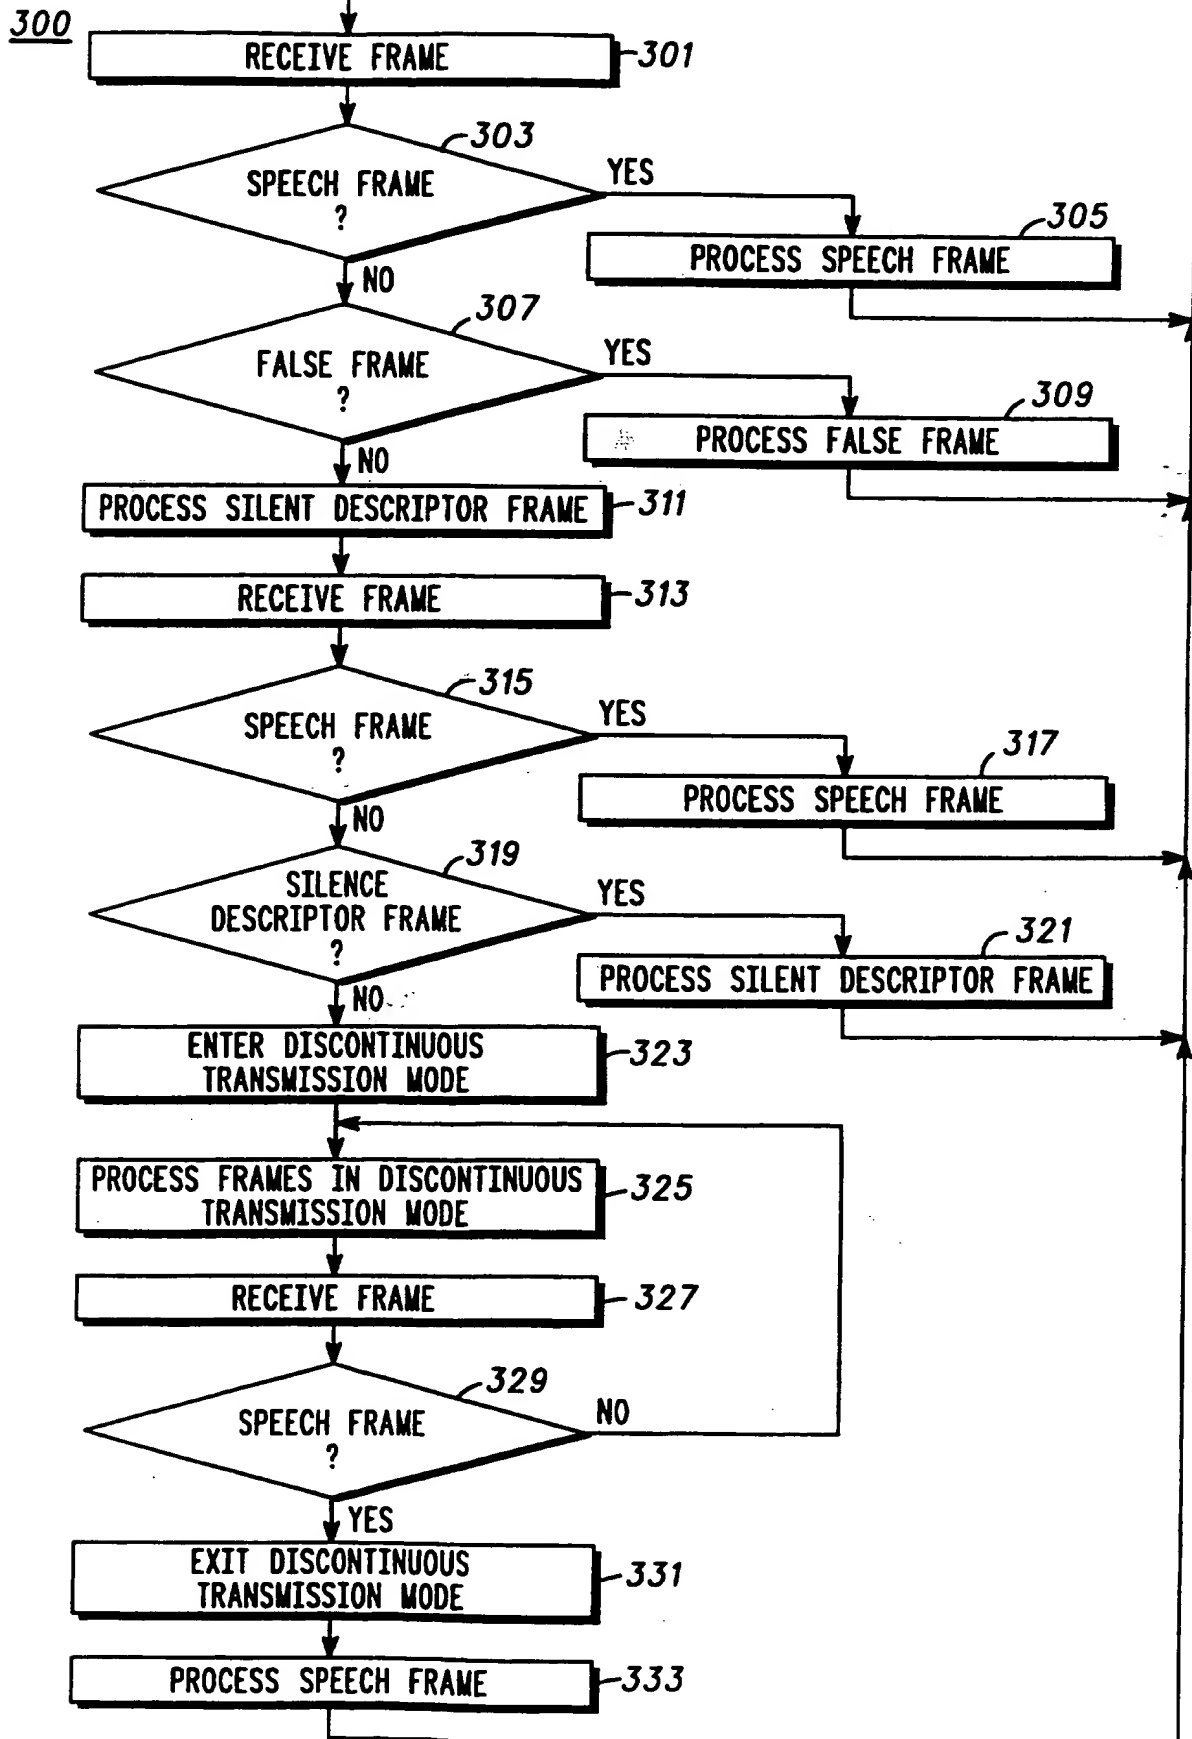 300
RECEIVE FRAME
301
303
SPEECH FRAME
?
YES
NO
305
PROCESS SPEECH FRAME
307
FALSE FRAME
?
YES
NO
309
PROCESS FALSE FRAME
PROCESS SILENT DESCRIPTOR FRAME
311
RECEIVE FRAME
313
315
SPEECH FRAME
?
YES
NO
317
PROCESS SPEECH FRAME
319
SILENCE
DESCRIPTOR FRAME
?
YES
NO
321
PROCESS SILENT DESCRIPTOR FRAME
ENTER DISCONTINUOUS
TRANSMISSION MODE
323
PROCESS FRAMES IN DISCONTINUOUS
TRANSMISSION MODE
325
RECEIVE FRAME
327
329
SPEECH FRAME
?
NO
YES
EXIT DISCONTINUOUS
TRANSMISSION MODE
331
PROCESS SPEECH FRAME
333